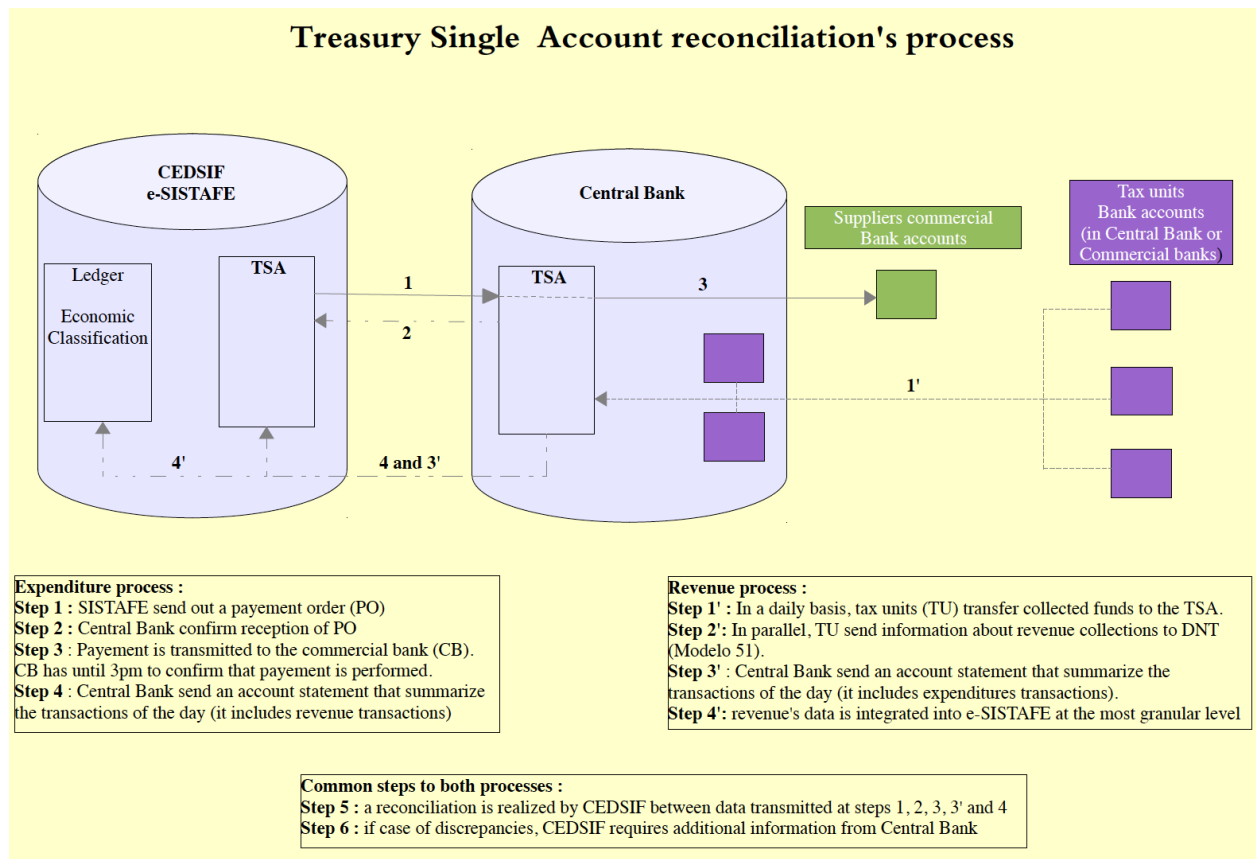 Treasury Single  Account reconciliation's process
CEDSIF
e-SISTAFE
Central Bank
Suppliers commercial
Bank accounts
Tax units
Bank accounts
(in Central Bank or
Commercial banks)
Ledger
Economic
Classification
TSA
TSA
1
2
3
1'
4'
4 and 3'
Expenditure process :
Step 1 : SISTAFE send out a payement order (PO)
Step 2 : Central Bank confirm reception of PO
Step 3 : Payement is transmitted to the commercial bank (CB).
CB has until 3pm to confirm that payement is performed.
Step 4 : Central Bank send an account statement that summarize
the transactions of the day (it includes revenue transactions)
Revenue process :
Step 1' : In a daily basis, tax units (TU) transfer collected funds to the TSA.
Step 2': In parallel, TU send information about revenue collections to DNT
(Modelo 51).
Step 3' : Central Bank send an account statement that summarize the
transactions of the day (it includes expenditures transactions).
Step 4': revenue's data is integrated into e-SISTAFE at the most granular level
Common steps to both processes :
Step 5 : a reconciliation is realized by CEDSIF between data transmitted at steps 1, 2, 3, 3' and 4
Step 6 : if case of discrepancies, CEDSIF requires additional information from Central Bank